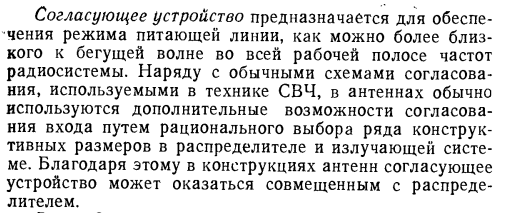 Согласующее устройство предназначается для обеспе-
чения режима питающей линии, как можно более близ-
кого к бегущей волне во всей рабочей полосе частот
радиосистемы. Наряду с обычными схемами согласова-
ния, используемыми в технике СВЧ, в антеннах обычно
используются дополнительные возможности согласова-
ния входа путем рационального выбора ряда конструк-
тивных размеров в распределителе и излучающей систе-
ме. Благодаря этому в конструкциях антенн согласующее
устройство может оказаться совмещенным с распреде-
лителем.